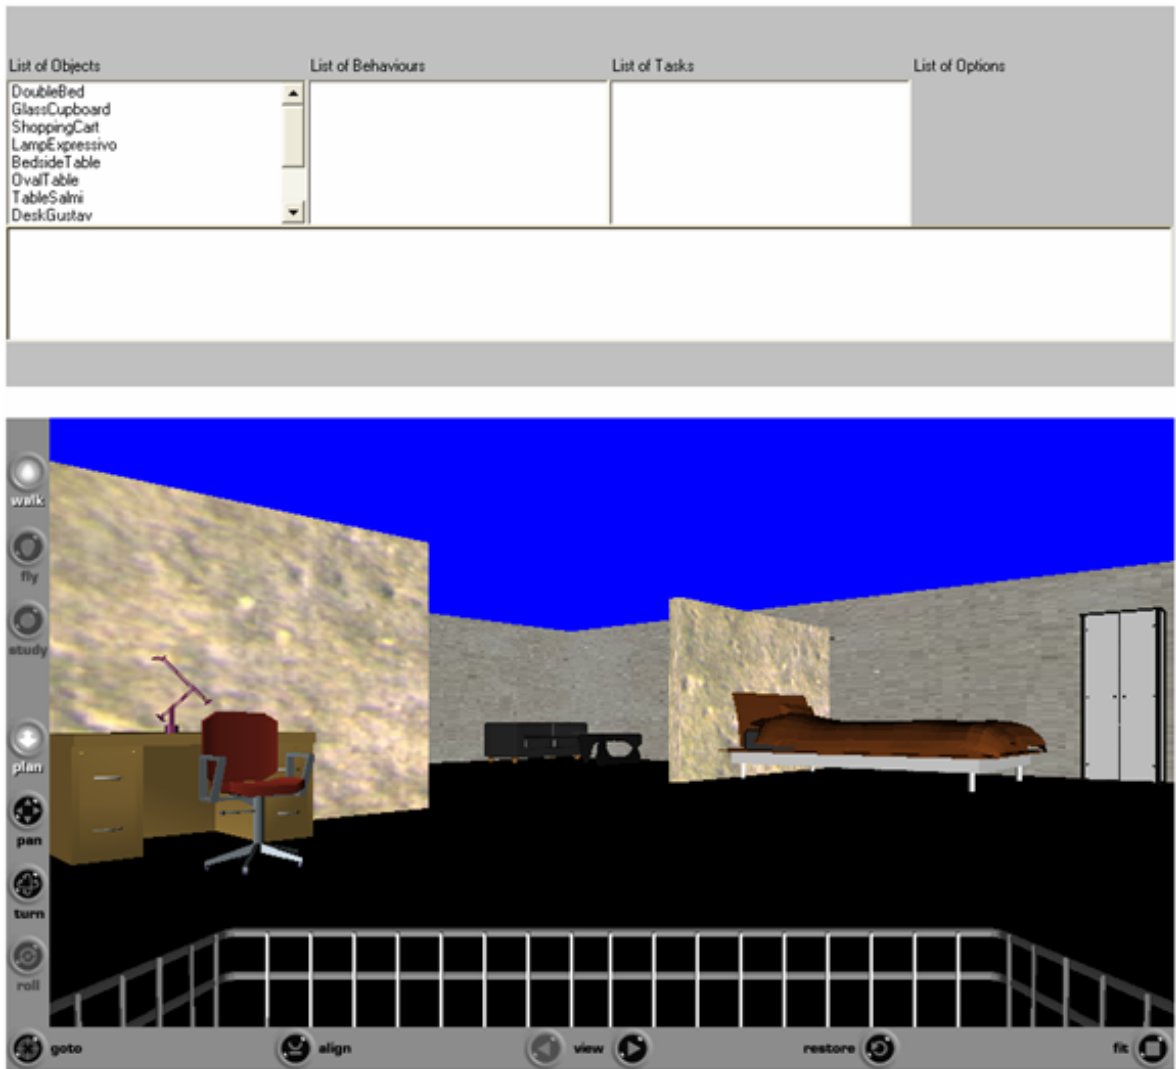 List of Objects List of Behaviours List of Tasks List of Options
DoubleBed
GlassCupboard
ShoppingCart
LampExpressivo
BedsideTable
OvalTable
TableSalmi
DeskGustav
walk
fly
study
plan
pan
turn
roll
goto align view restore fit